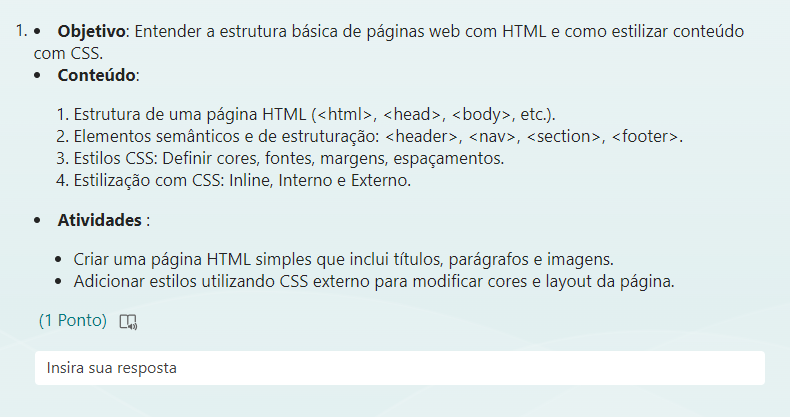 1. • Objetivo: Entender a estrutura básica de páginas web com HTML e como estilizar conteúdo
com CSS.
• Conteúdo:
1. Estrutura de uma página HTML (<html>, <head>, <body>, etc.).
2. Elementos semânticos e de estruturação: <header>, <nav>, <section>, <footer>.
3. Estilos CSS: Definir cores, fontes, margens, espaçamentos.
4. Estilização com CSS: Inline, Interno e Externo.
• Atividades :
• Criar uma página HTML simples que inclui títulos, parágrafos e imagens.
• Adicionar estilos utilizando CSS externo para modificar cores e layout da página.
(1 Ponto)
Insira sua resposta